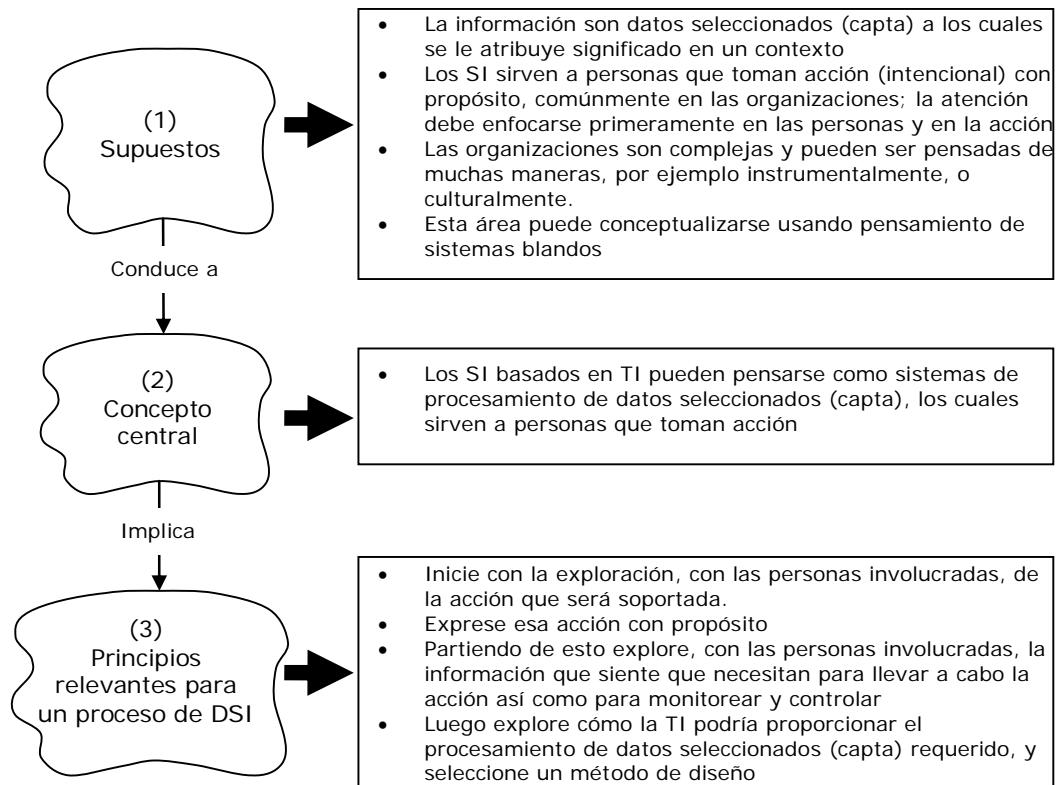 (1)
Supuestos
• La información son datos seleccionados (capta) a los cuales
se le atribuye significado en un contexto
• Los SI sirven a personas que toman acción (intencional) con
propósito, comúnmente en las organizaciones; la atención
debe enfocarse primeramente en las personas y en la acción
• Las organizaciones son complejas y pueden ser pensadas de
muchas maneras, por ejemplo instrumentalmente, o
culturalmente.
• Esta área puede conceptualizarse usando pensamiento de
sistemas blandos
Conduce a
(2)
Concepto
central
• Los SI basados en TI pueden pensarse como sistemas de
procesamiento de datos seleccionados (capta), los cuales
sirven a personas que toman acción
Implica
(3)
Principios
relevantes para
un proceso de DSI
• Inicie con la exploración, con las personas involucradas, de
la acción que será soportada.
• Exprese esa acción con propósito
• Partiendo de esto explore, con las personas involucradas, la
información que siente que necesitan para llevar a cabo la
acción así como para monitorear y controlar
• Luego explore cómo la TI podría proporcionar el
procesamiento de datos seleccionados (capta) requerido, y
seleccione un método de diseño